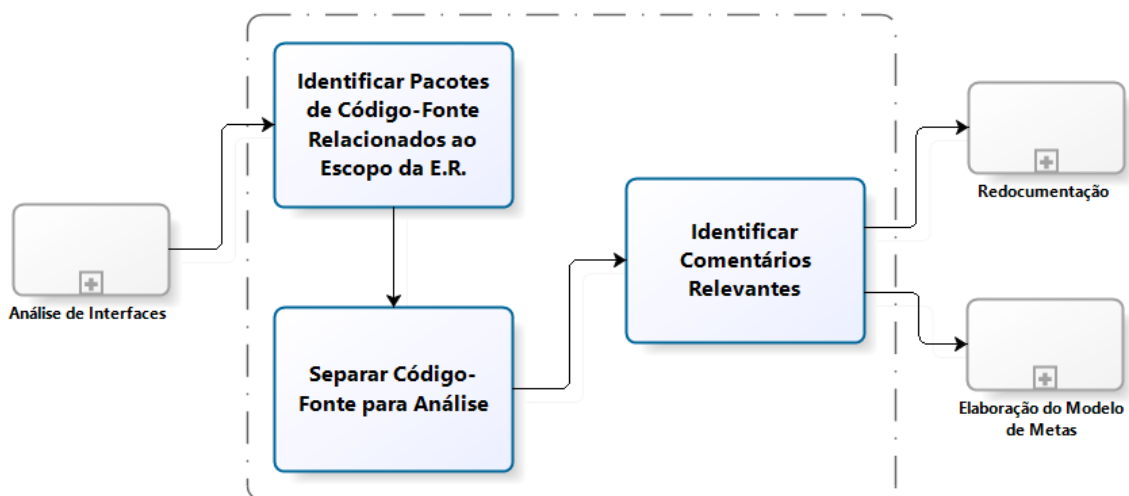 Identificar Pacotes
de Código-Fonte
Relacionados ao
Escopo da E.R.
Análise de Interfaces
Separar Código-
Fonte para Análise
Identificar
Comentários
Relevantes
Redocumentação
Elaboração do Modelo
de Metas